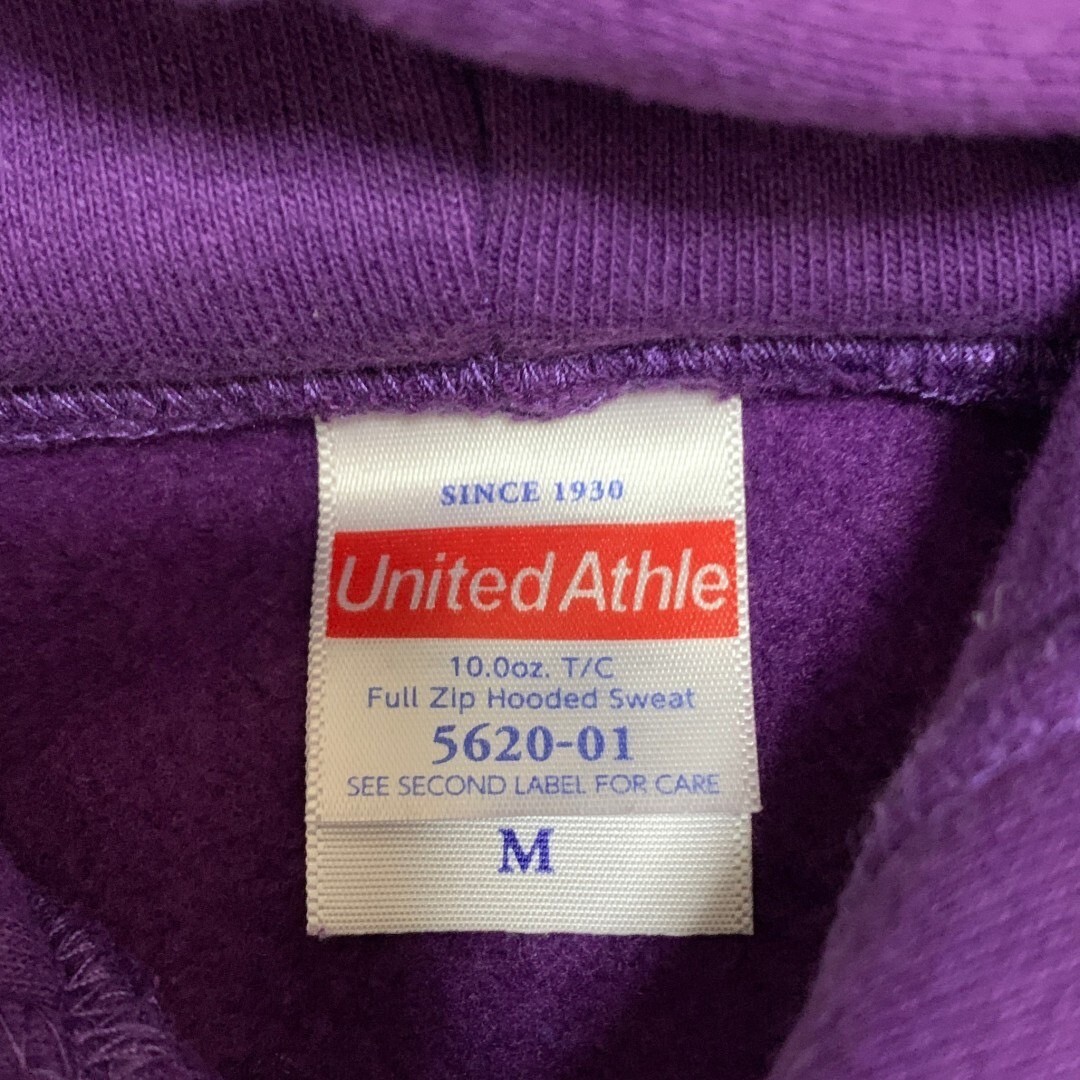 SINCE 1930
United Athle
10.0oz. T/C
Full Zip Hooded Sweat
5620-01
SEE SECOND LABEL FOR CARE
M